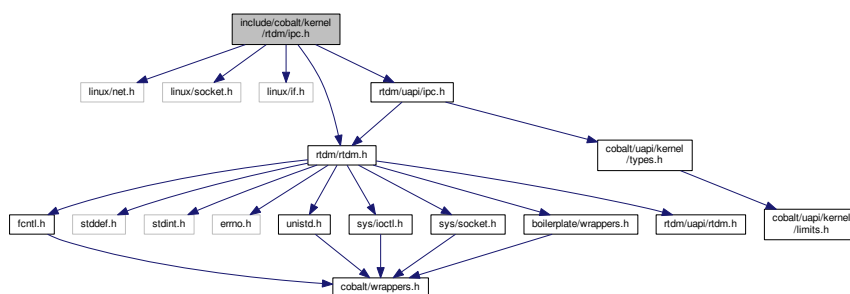 include/cobalt/kernel
/rtdm/ipc.h
linux/net.h
linux/socket.h
linux/if.h
rtdm/uapi/ipc.h
rtdm/rtdm.h
cobalt/uapi/kernel
/types.h
fcntl.h
stddef.h
stdint.h
errno.h
unistd.h
sys/ioctl.h
sys/socket.h
boilerplate/wrappers.h
rtdm/uapi/rtdm.h
cobalt/uapi/kernel
/limits.h
cobalt/wrappers.h